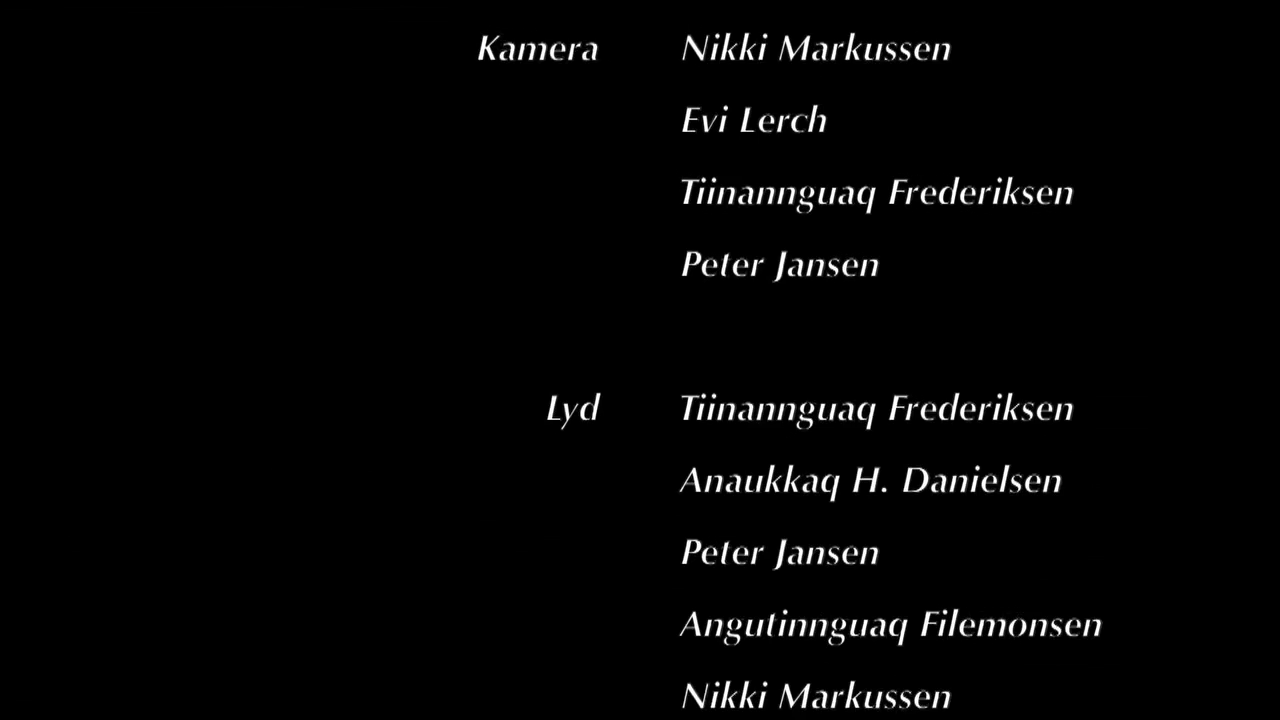 Kamera Nikki Markussen
Evi Lerch
Tiinannguaq Frederiksen
Peter Jansen
Lyd Tiinannguaq Frederiksen
Anaukkaq H. Danielsen
Peter Jansen
Angutinnguaq Filemonsen
Nikki Markussen